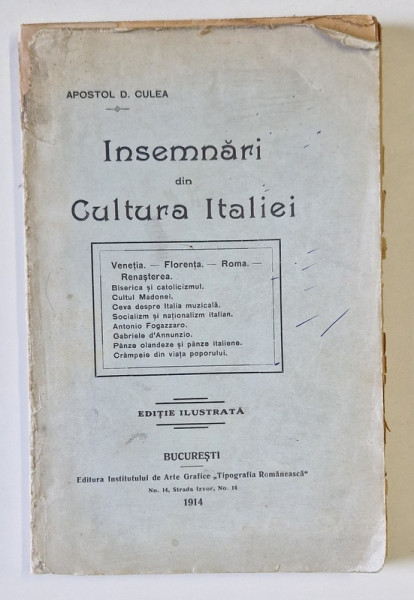 APOSTOL D. CULEA
Insemnări
din
Cultura Italiei
Veneția. — Florența. — Roma. —
Renașterea.
Biserica și catolicizmul.
Cultul Madonei.
Ceva despre Italia muzicală.
Socializm și naționalizm italian.
Antonio Fogazzaro.
Gabriele d'Annunzio.
Pânze olandeze și pânze italiene.
Crâmpeie din viața poporului.
EDIȚIE ILUSTRATĂ
BUCUREȘTI
Editura Institutului de Arte Grafice „Tipografia Românească“
No. 14, Strada Izvor, No. 14
1914